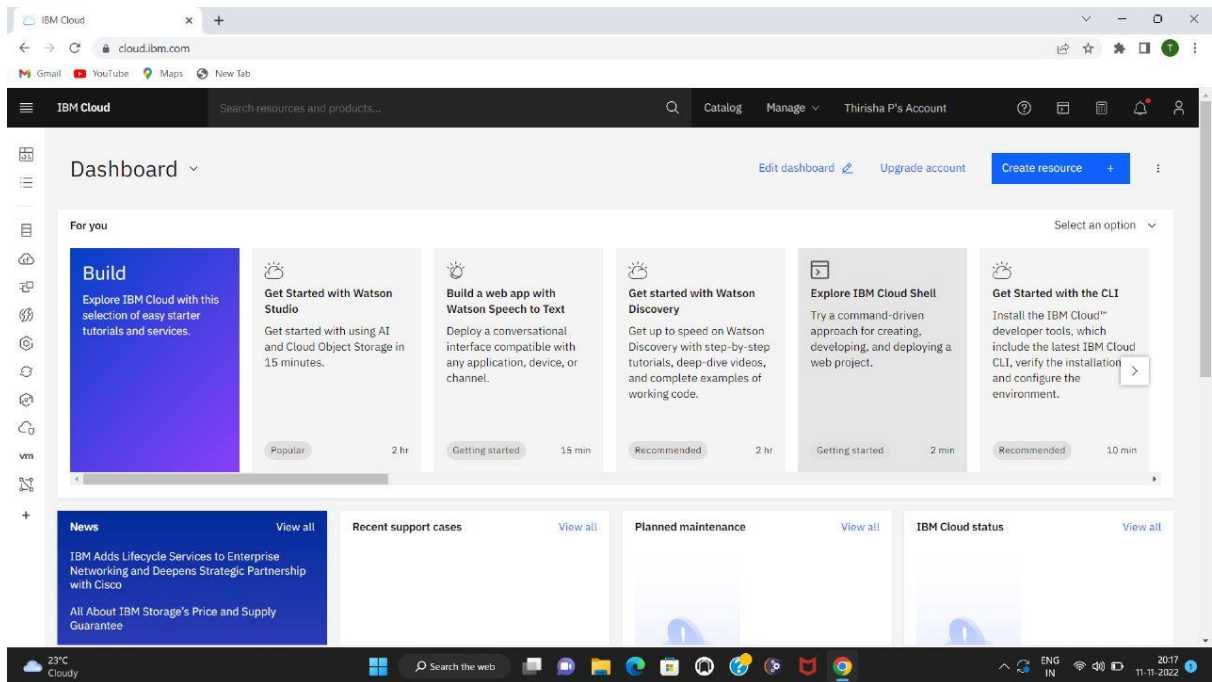 IBM Cloud
cloud.ibm.com
T
Gmail YouTube Maps New Tab
IBM Cloud Search resources and products... Catalog Manage Thirisha P's Account
Dashboard Edit dashboard Upgrade account Create resource +
For you Select an option
Build
Explore IBM Cloud with this
selection of easy starter
tutorials and services.
Get Started with Watson
Studio
Get started with using AI
and Cloud Object Storage in
15 minutes.
Popular 2 hr
Build a web app with
Watson Speech to Text
Deploy a conversational
interface compatible with
any application, device, or
channel.
Getting started 15 min
Get started with Watson
Discovery
Get up to speed on Watson
Discovery with step-by-step
tutorials, deep-dive videos,
and complete examples of
working code.
Recommended 2 hr
Explore IBM Cloud Shell
Try a command-driven
approach for creating,
developing, and deploying a
web project.
Getting started 2 min
Get Started with the CLI
Install the IBM Cloud™
developer tools, which
include the latest IBM Cloud
CLI, verify the installation
and configure the
environment.
Recommended 10 min
vm
News View all
IBM Adds Lifecycle Services to Enterprise
Networking and Deepens Strategic Partnership
with Cisco
All About IBM Storage's Price and Supply
Guarantee
Recent support cases View all
Planned maintenance View all
IBM Cloud status View all
23°C
Cloudy
Search the web
ENG
IN
20:17
11-11-2022
1